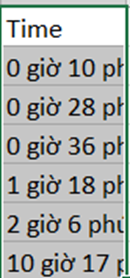 Time
0 giờ 10 ph
0 giờ 28 ph
0 giờ 36 ph
1 giờ 18 ph
2 giờ 6 phú
10 giờ 17 p